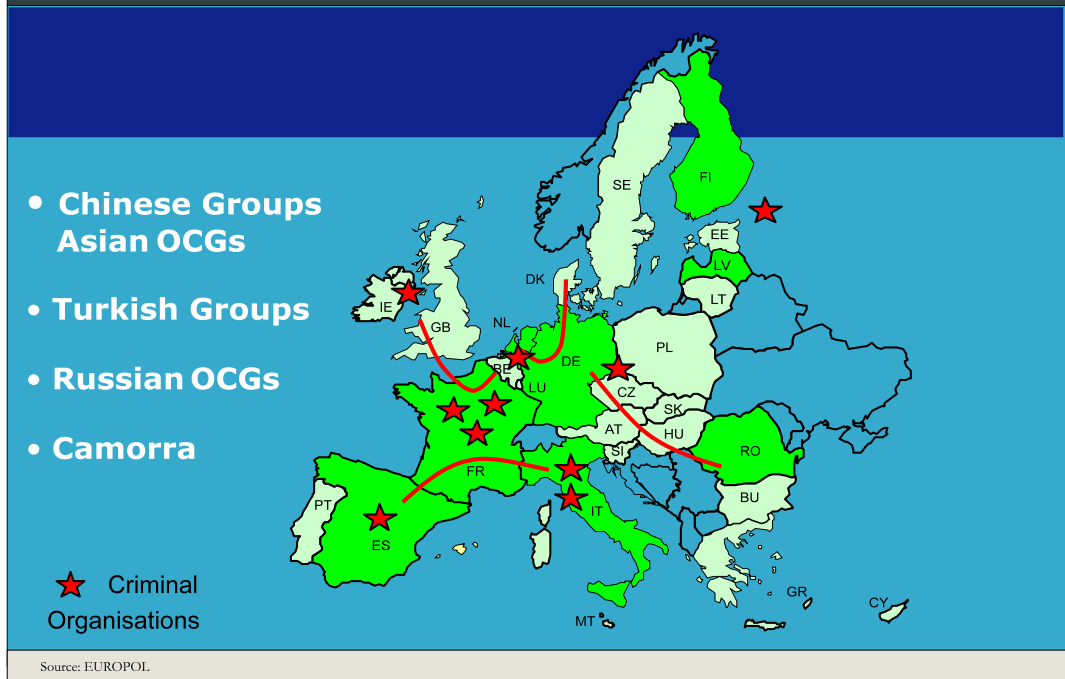 • Chinese Groups
Asian OCGs
• Turkish Groups
• Russian OCGs
• Camorra
SE
FI
EE
LV
LT
DK
IE
GB
NL
BE
LU
DE
PL
CZ
SK
AT
HU
SI
RO
BU
FR
IT
PT
ES
GR
CY
MT
Criminal
Organisations
Source: EUROPOL